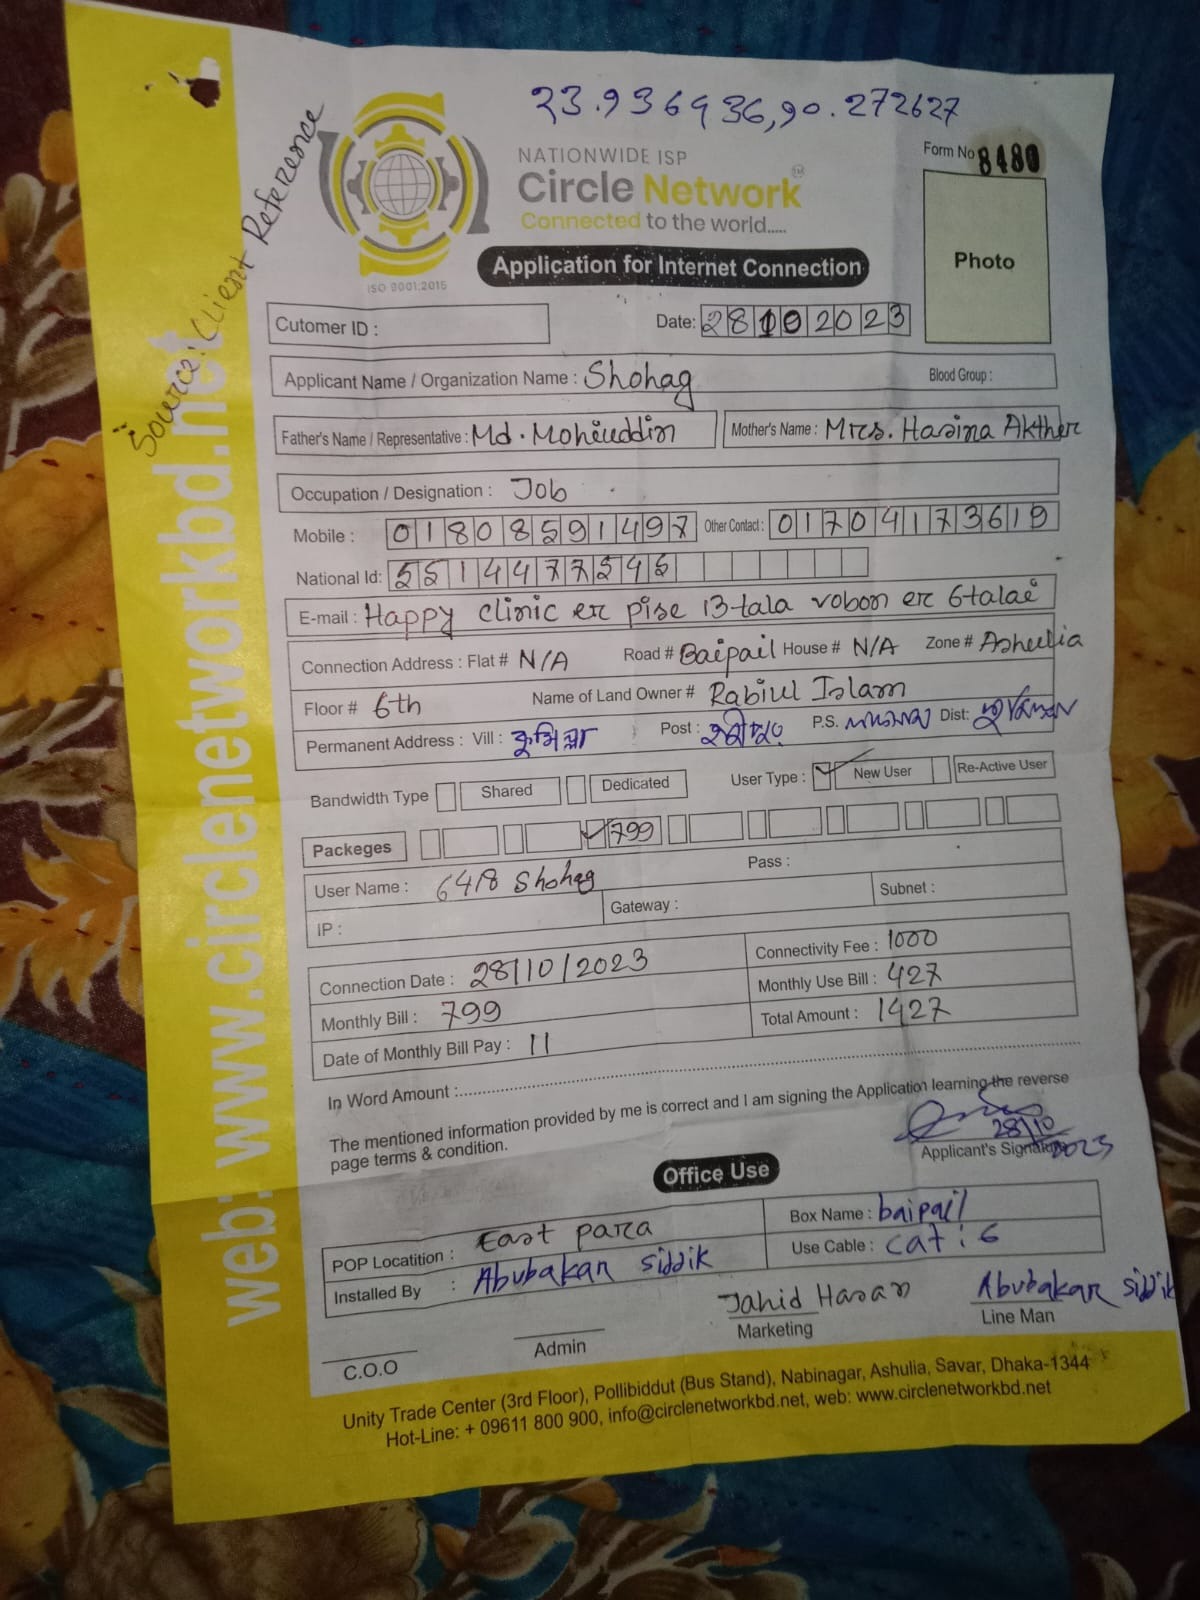 23.936936,90.272627
NATIONWIDE ISP
Form No 8480
Circle Network
Connected to the world.....
Photo
ISO 9001:2015
Application for Internet Connection
Source: Client Reference
web: www.circlenetworkbd.net
Cutomer ID :
Date: 28102023
Applicant Name / Organization Name : Shohag
Blood Group :
Father's Name / Representative : Md. Mohiuddin
Mother's Name : Mrs. Hasina Akther
Occupation / Designation : Job
Mobile : 01808591497 Other Contact : 01704173619
National Id:
E-mail : Happy clinic er pise 13 tala vobon er 6 talai
Connection Address : Flat # N/A Road # Baipail House # N/A Zone # Ashulia
Floor # 6th Name of Land Owner # Rabiul Islam
Permanent Address : Vill : কুমিল্লা Post : P.S. Dist:
Bandwidth Type Shared Dedicated User Type : New User Re-Active User
Packeges 799
User Name : 6418 Shohag Pass :
IP : Gateway : Subnet :
Connection Date : 28/10/2023 Connectivity Fee : 1000
Monthly Bill : 799 Monthly Use Bill : 427
Date of Monthly Bill Pay : 11 Total Amount : 1427
In Word Amount :
The mentioned information provided by me is correct and I am signing the Application learning the reverse
page terms & condition.
28/10
2023
Applicant's Signature
Office Use
POP Locatition : East para Box Name : baipail
Installed By : Abubakar Siddik Use Cable : cat : 6
Jahid Hasan Abubakar Siddik
C.O.O Admin Marketing Line Man
Unity Trade Center (3rd Floor), Pollibiddut (Bus Stand), Nabinagar, Ashulia, Savar, Dhaka-1344
Hot-Line: + 09611 800 900, info@circlenetworkbd.net, web: www.circlenetworkbd.net